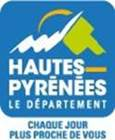 HAUTES-
PYRÉNÉES
LE DÉPARTEMENT
CHAQUE JOUR
PLUS PROCHE DE VOUS